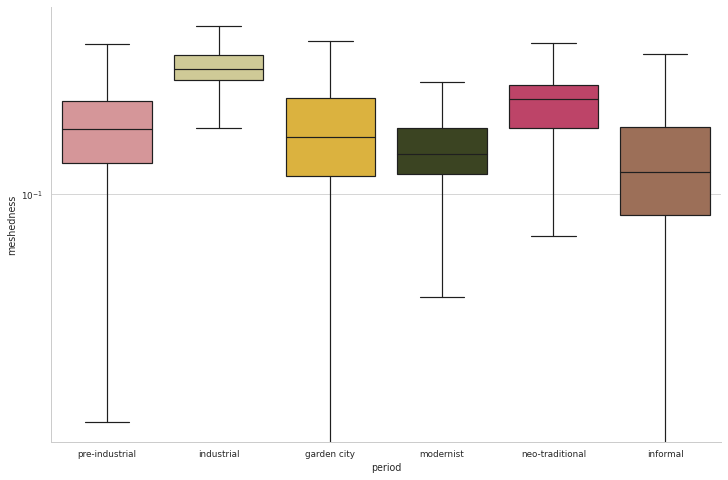 meshedness
10⁻¹
pre-industrial industrial garden city modernist neo-traditional informal
period